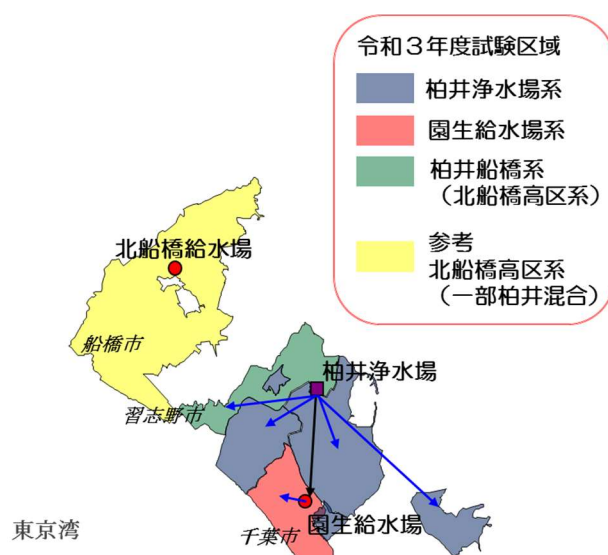 令和3年度試験区域
柏井浄水場系
園生給水場系
柏井船橋系
(北船橋高区系)
参考
北船橋高区系
(一部柏井混合)
北船橋給水場
船橋市
柏井浄水場
習志野市
園生給水場
千葉市
東京湾